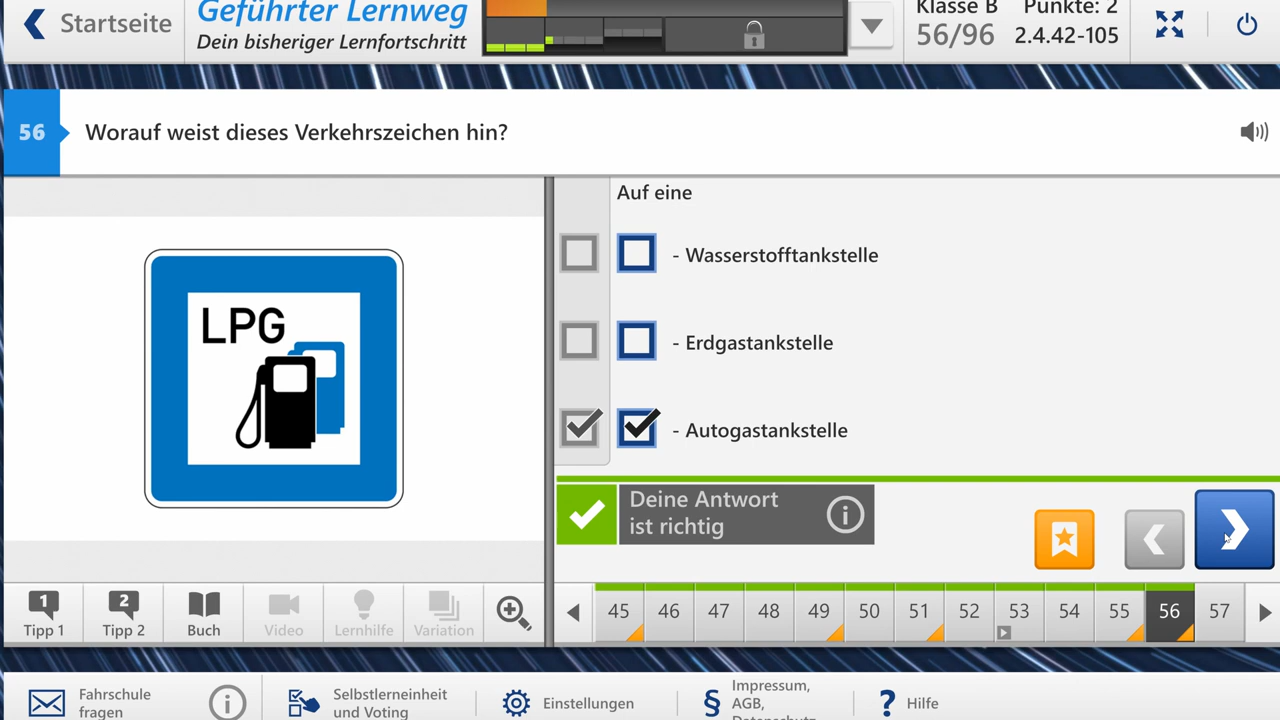 Startseite
Geführter Lernweg
Dein bisheriger Lernfortschritt
Klasse B
56/96
Punkte: 2
2.4.42-105
56
Worauf weist dieses Verkehrszeichen hin?
LPG
Auf eine
- Wasserstofftankstelle
- Erdgastankstelle
- Autogastankstelle
Deine Antwort
ist richtig
1
Tipp 1
2
Tipp 2
Buch
Video
Lernhilfe
Variation
45 46 47 48 49 50 51 52 53 54 55 56 57
Fahrschule
fragen
Selbstlerneinheit
und Voting
Einstellungen
§
Impressum,
AGB,
Datenschutz
?
Hilfe